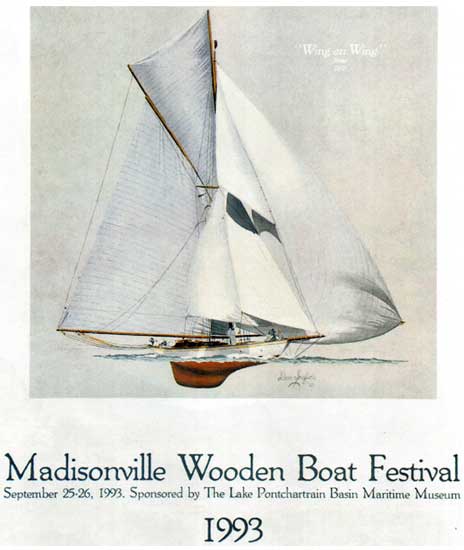 "Wing on Wing"
Madisonville Wooden Boat Festival
September 25-26, 1993. Sponsored by The Lake Pontchartrain Basin Maritime Museum
1993